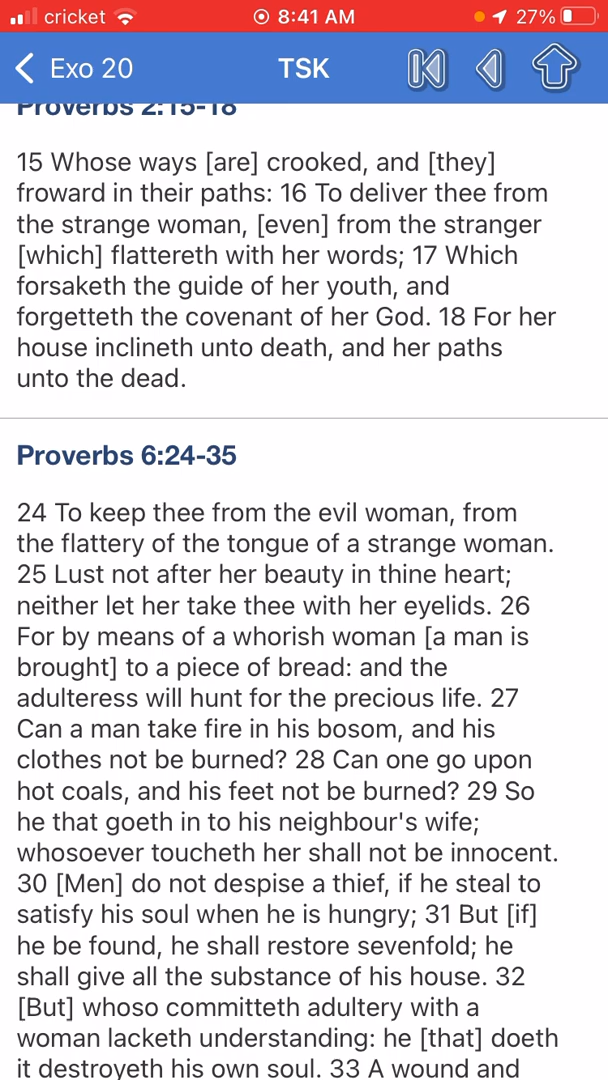 cricket 8:41 AM 27%
Exo 20 TSK
Proverbs 2:15-18
15 Whose ways [are] crooked, and [they]
froward in their paths: 16 To deliver thee from
the strange woman, [even] from the stranger
[which] flattereth with her words; 17 Which
forsaketh the guide of her youth, and
forgetteth the covenant of her God. 18 For her
house inclineth unto death, and her paths
unto the dead.
Proverbs 6:24-35
24 To keep thee from the evil woman, from
the flattery of the tongue of a strange woman.
25 Lust not after her beauty in thine heart;
neither let her take thee with her eyelids. 26
For by means of a whorish woman [a man is
brought] to a piece of bread: and the
adulteress will hunt for the precious life. 27
Can a man take fire in his bosom, and his
clothes not be burned? 28 Can one go upon
hot coals, and his feet not be burned? 29 So
he that goeth in to his neighbour's wife;
whosoever toucheth her shall not be innocent.
30 [Men] do not despise a thief, if he steal to
satisfy his soul when he is hungry; 31 But [if]
he be found, he shall restore sevenfold; he
shall give all the substance of his house. 32
[But] whoso committeth adultery with a
woman lacketh understanding: he [that] doeth
it destroyeth his own soul. 33 A wound and